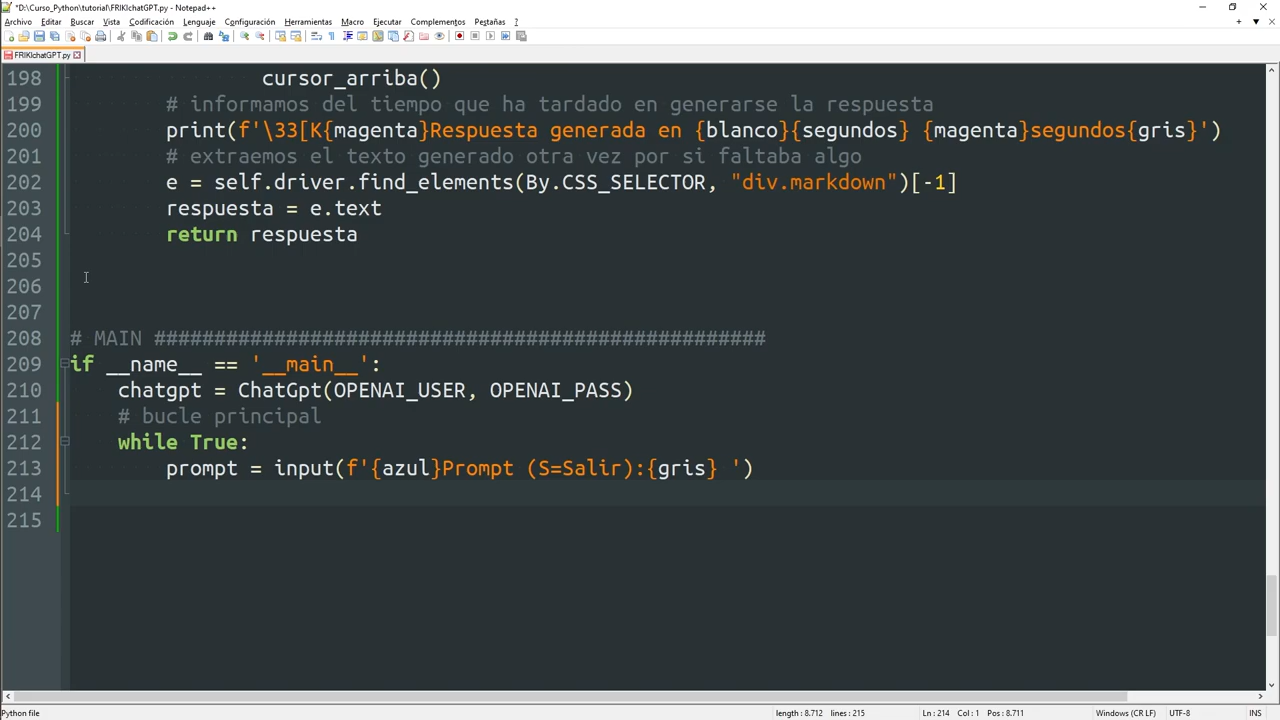 *D:\Curso_Python\tutorial\FRIKIchatGPT.py - Notepad++
Archivo Editar Buscar Vista Codificación Lenguaje Configuración Herramientas Macro Ejecutar Complementos Pestañas ?
FRIKIchatGPT.py
198 cursor_arriba()
199 # informamos del tiempo que ha tardado en generarse la respuesta
200 print(f'\33[K{magenta}Respuesta generada en {blanco}{segundos} {magenta}segundos{gris}')
201 # extraemos el texto generado otra vez por si faltaba algo
202 e = self.driver.find_elements(By.CSS_SELECTOR, "div.markdown")[-1]
203 respuesta = e.text
204 return respuesta
205
206
207
208 # MAIN ###################################################
209 if __name__ == '__main__':
210 chatgpt = ChatGpt(OPENAI_USER, OPENAI_PASS)
211 # bucle principal
212 while True:
213 prompt = input(f'{azul}Prompt (S=Salir):{gris} ')
214
215
Python file length : 8.712 lines : 215 Ln : 214 Col : 1 Pos : 8.711 Windows (CR LF) UTF-8 INS